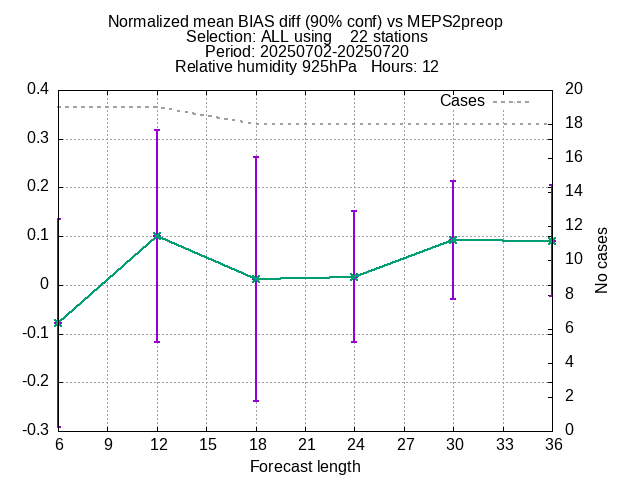 Normalized mean BIAS diff (90% conf) vs MEPS2preop
Selection: ALL using    22 stations
Period: 20250702-20250720
Relative humidity 925hPa   Hours: 12
0.4
0.3
0.2
0.1
0
-0.1
-0.2
-0.3
Cases
20
18
16
14
12
10
8
6
4
2
0
No cases
6 9 12 15 18 21 24 27 30 33 36
Forecast length